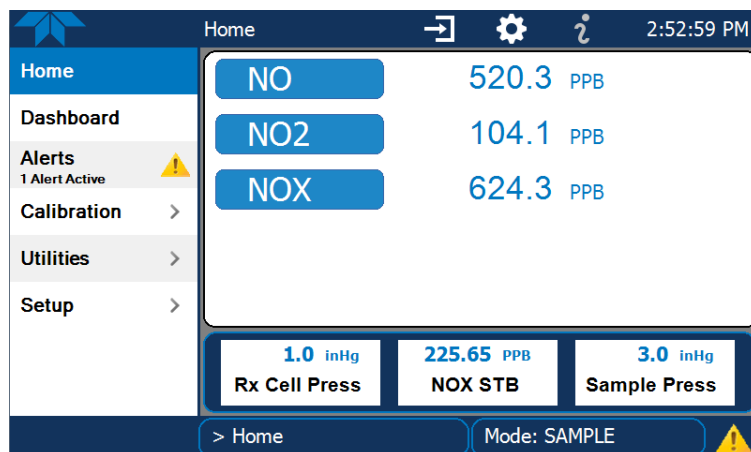 Home 2:52:59 PM
Home
Dashboard
Alerts
1 Alert Active
Calibration
Utilities
Setup
NO 520.3 PPB
NO2 104.1 PPB
NOX 624.3 PPB
1.0 inHg
Rx Cell Press
225.65 PPB
NOX STB
3.0 inHg
Sample Press
> Home
Mode: SAMPLE